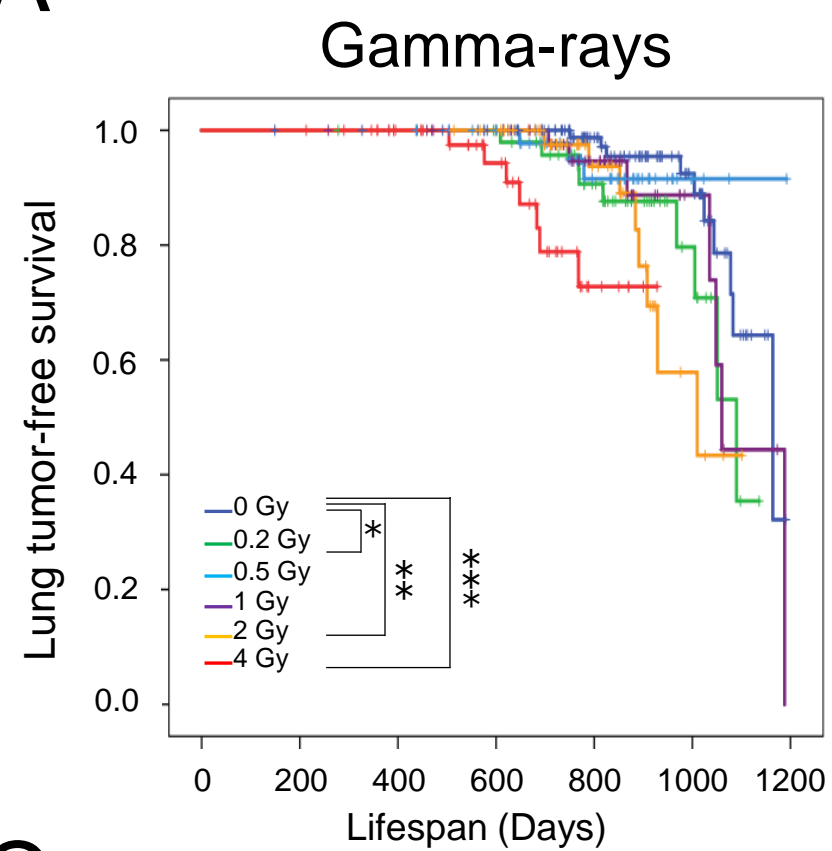 Gamma-rays
Lung tumor-free survival
1.0
0.8
0.6
0.4
0.2
0.0
0 Gy
0.2 Gy
0.5 Gy
1 Gy
2 Gy
4 Gy
*
**
***
0 200 400 600 800 1000 1200
Lifespan (Days)